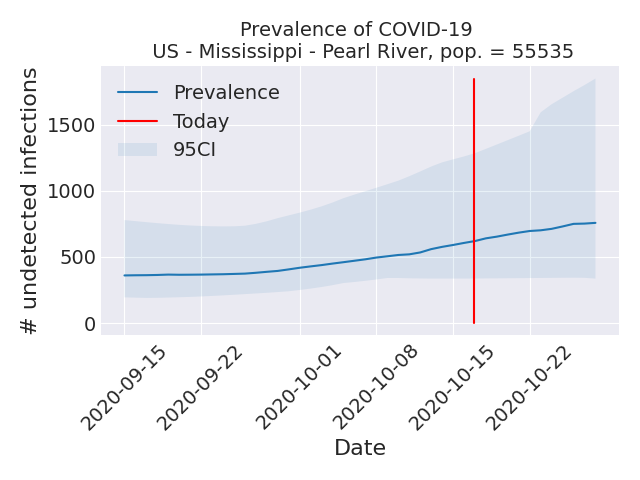 Prevalence of COVID-19
US - Mississippi - Pearl River, pop. = 55535
Prevalence
Today
95CI
# undetected infections
1500
1000
500
0
2020-09-15
2020-09-22
2020-10-01
2020-10-08
2020-10-15
2020-10-22
Date